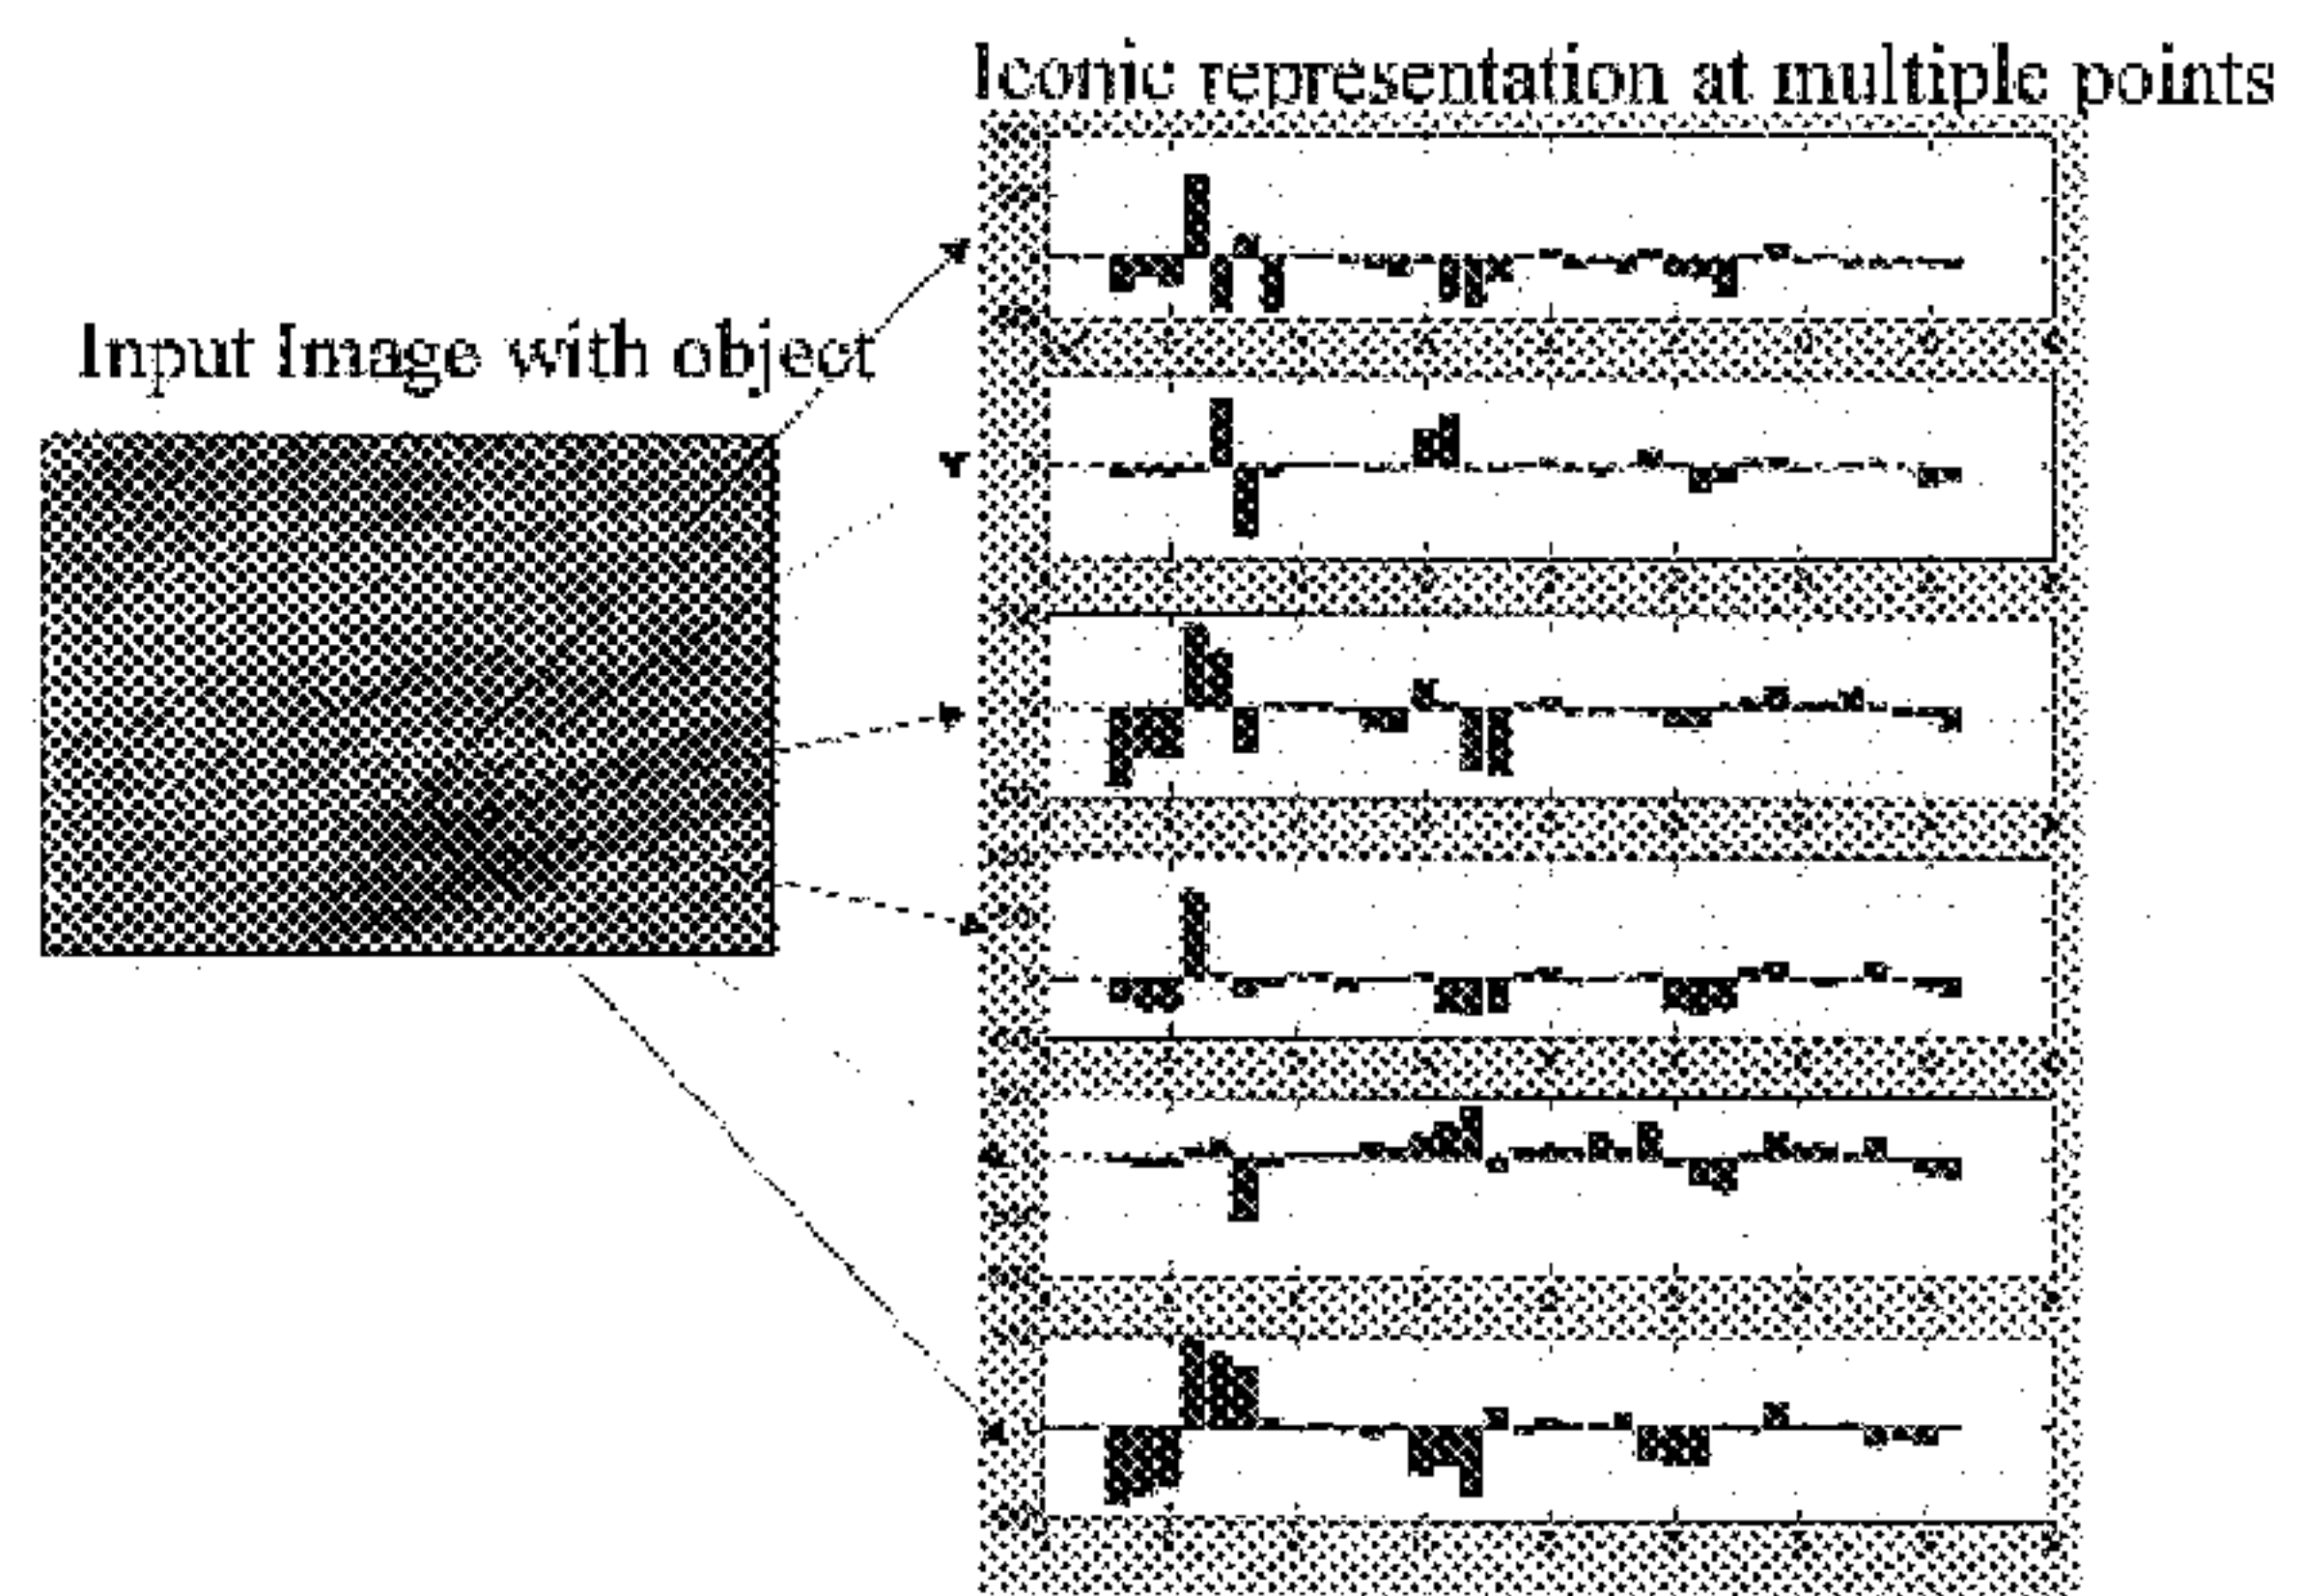 Iconic representation at multiple points
Input Image with object